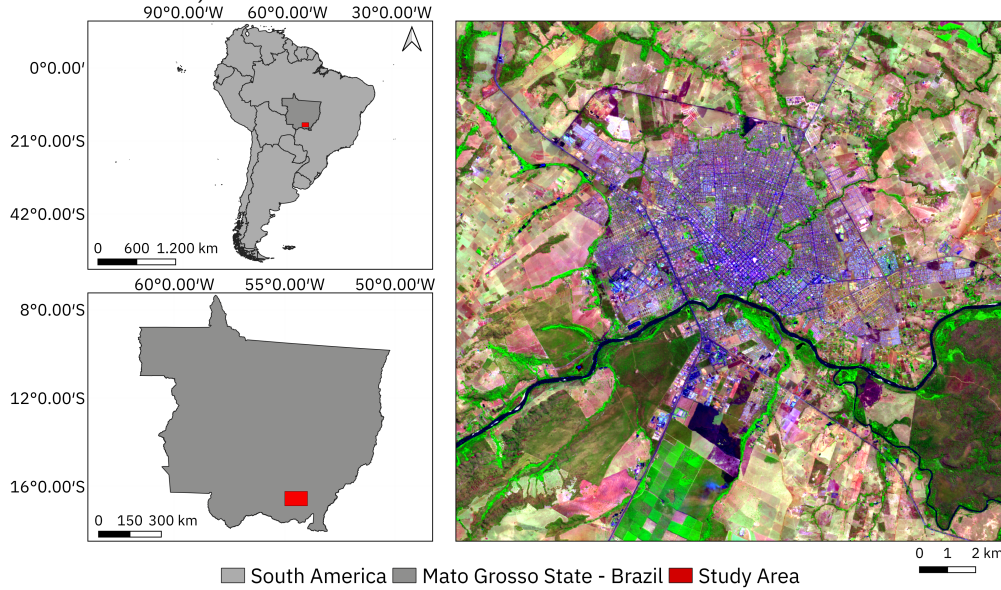 90°0.00′W 60°0.00′W 30°0.00′W
0°0.00′
21°0.00′S
42°0.00′S
0 600 1.200 km
60°0.00′W 55°0.00′W 50°0.00′W
8°0.00′S
12°0.00′S
16°0.00′S
0 150 300 km
0 1 2 km
South America Mato Grosso State - Brazil Study Area